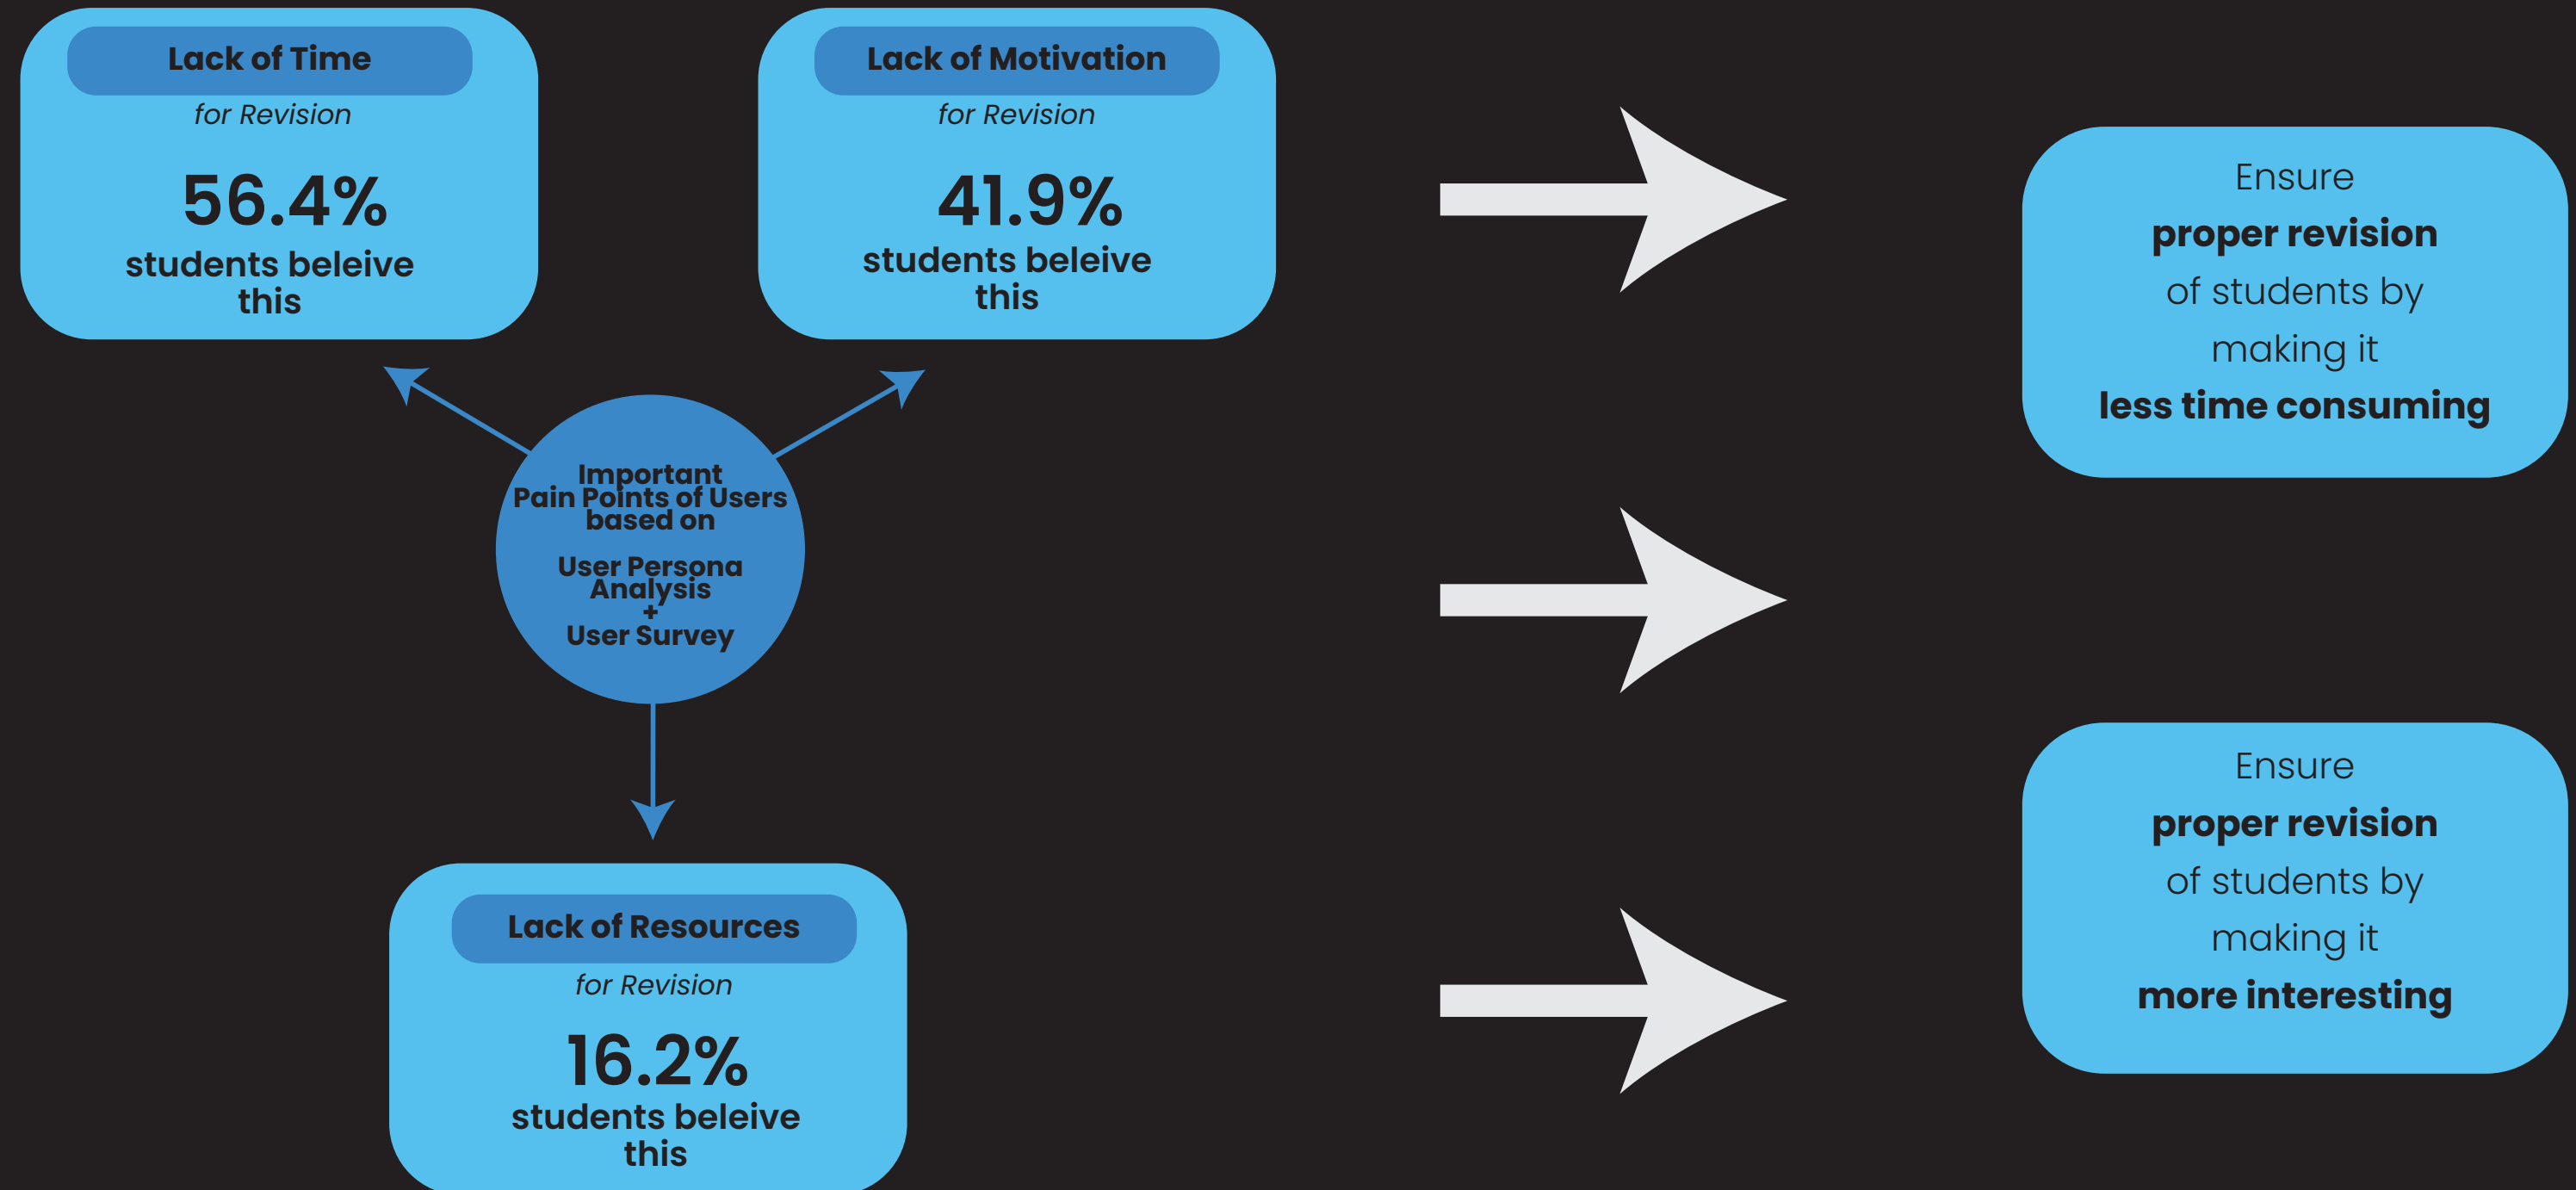 Lack of Time
for Revision
56.4%
students beleive
this
Lack of Motivation
for Revision
41.9%
students beleive
this
Important
Pain Points of Users
based on
User Persona
Analysis
+
User Survey
Lack of Resources
for Revision
16.2%
students beleive
this
Ensure
proper revision
of students by
making it
less time consuming
Ensure
proper revision
of students by
making it
more interesting